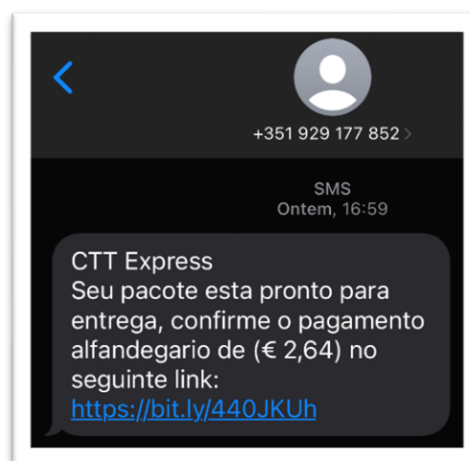 +351 929 177 852 >
SMS
Ontem, 16:59
CTT Express
Seu pacote esta pronto para
entrega, confirme o pagamento
alfandegario de (€ 2,64) no
seguinte link:
https://bit.ly/440JKUh